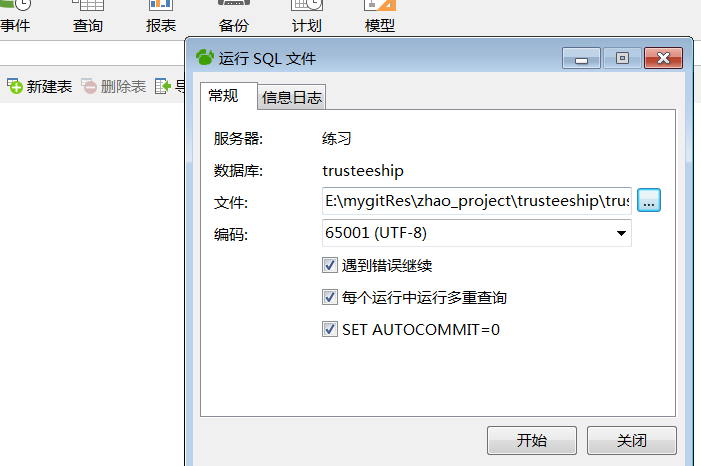 事件 查询 报表 备份 计划 模型
运行 SQL 文件
新建表 删除表
常规 信息日志
服务器: 练习
数据库: trusteeship
文件: E:\mygitRes\zhao_project\trusteeship\trus ...
编码: 65001 (UTF-8)
遇到错误继续
每个运行中运行多重查询
SET AUTOCOMMIT=0
开始 关闭